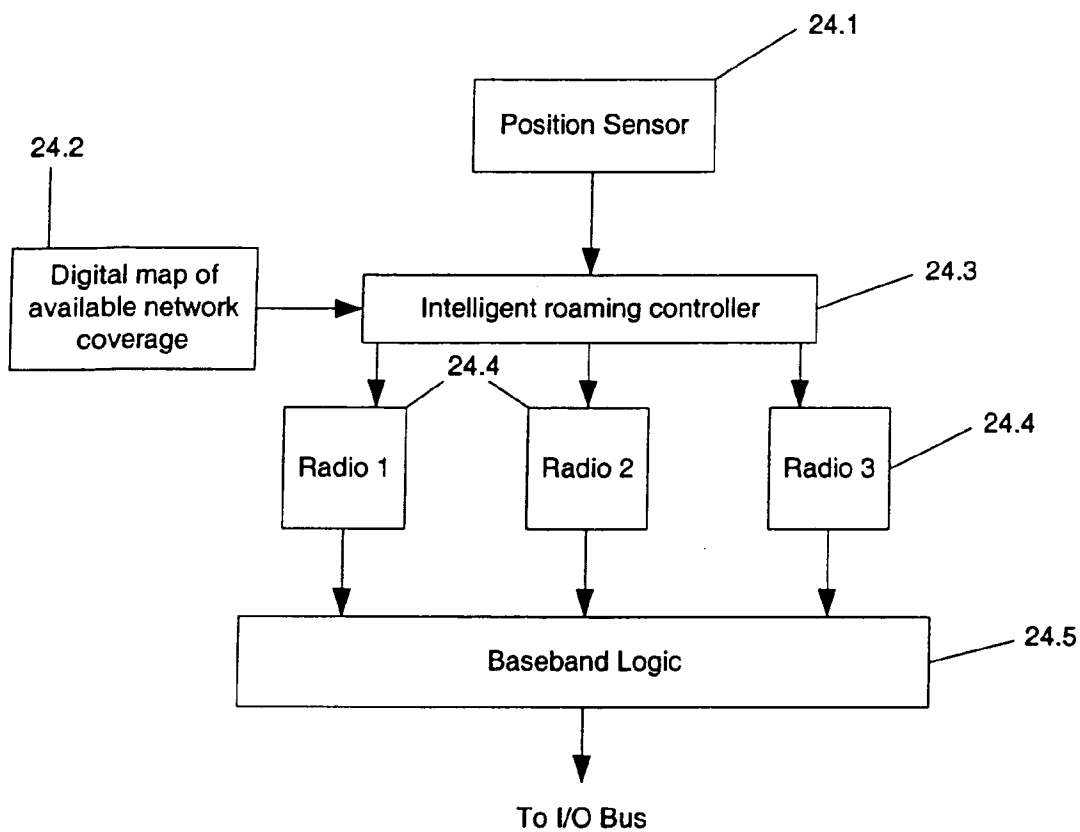 24.1
Position Sensor
24.2
Digital map of
available network
coverage
24.3
Intelligent roaming controller
24.4
24.4
Radio 1
Radio 2
Radio 3
24.5
Baseband Logic
To I/O Bus